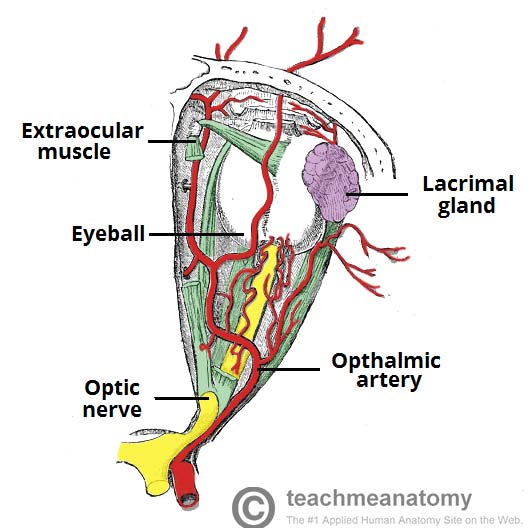 Extraocular
muscle
Lacrimal
gland
Eyeball
Opthalmic
artery
Optic
nerve
© teachmeanatomy
The #1 Applied Human Anatomy Site on the Web.